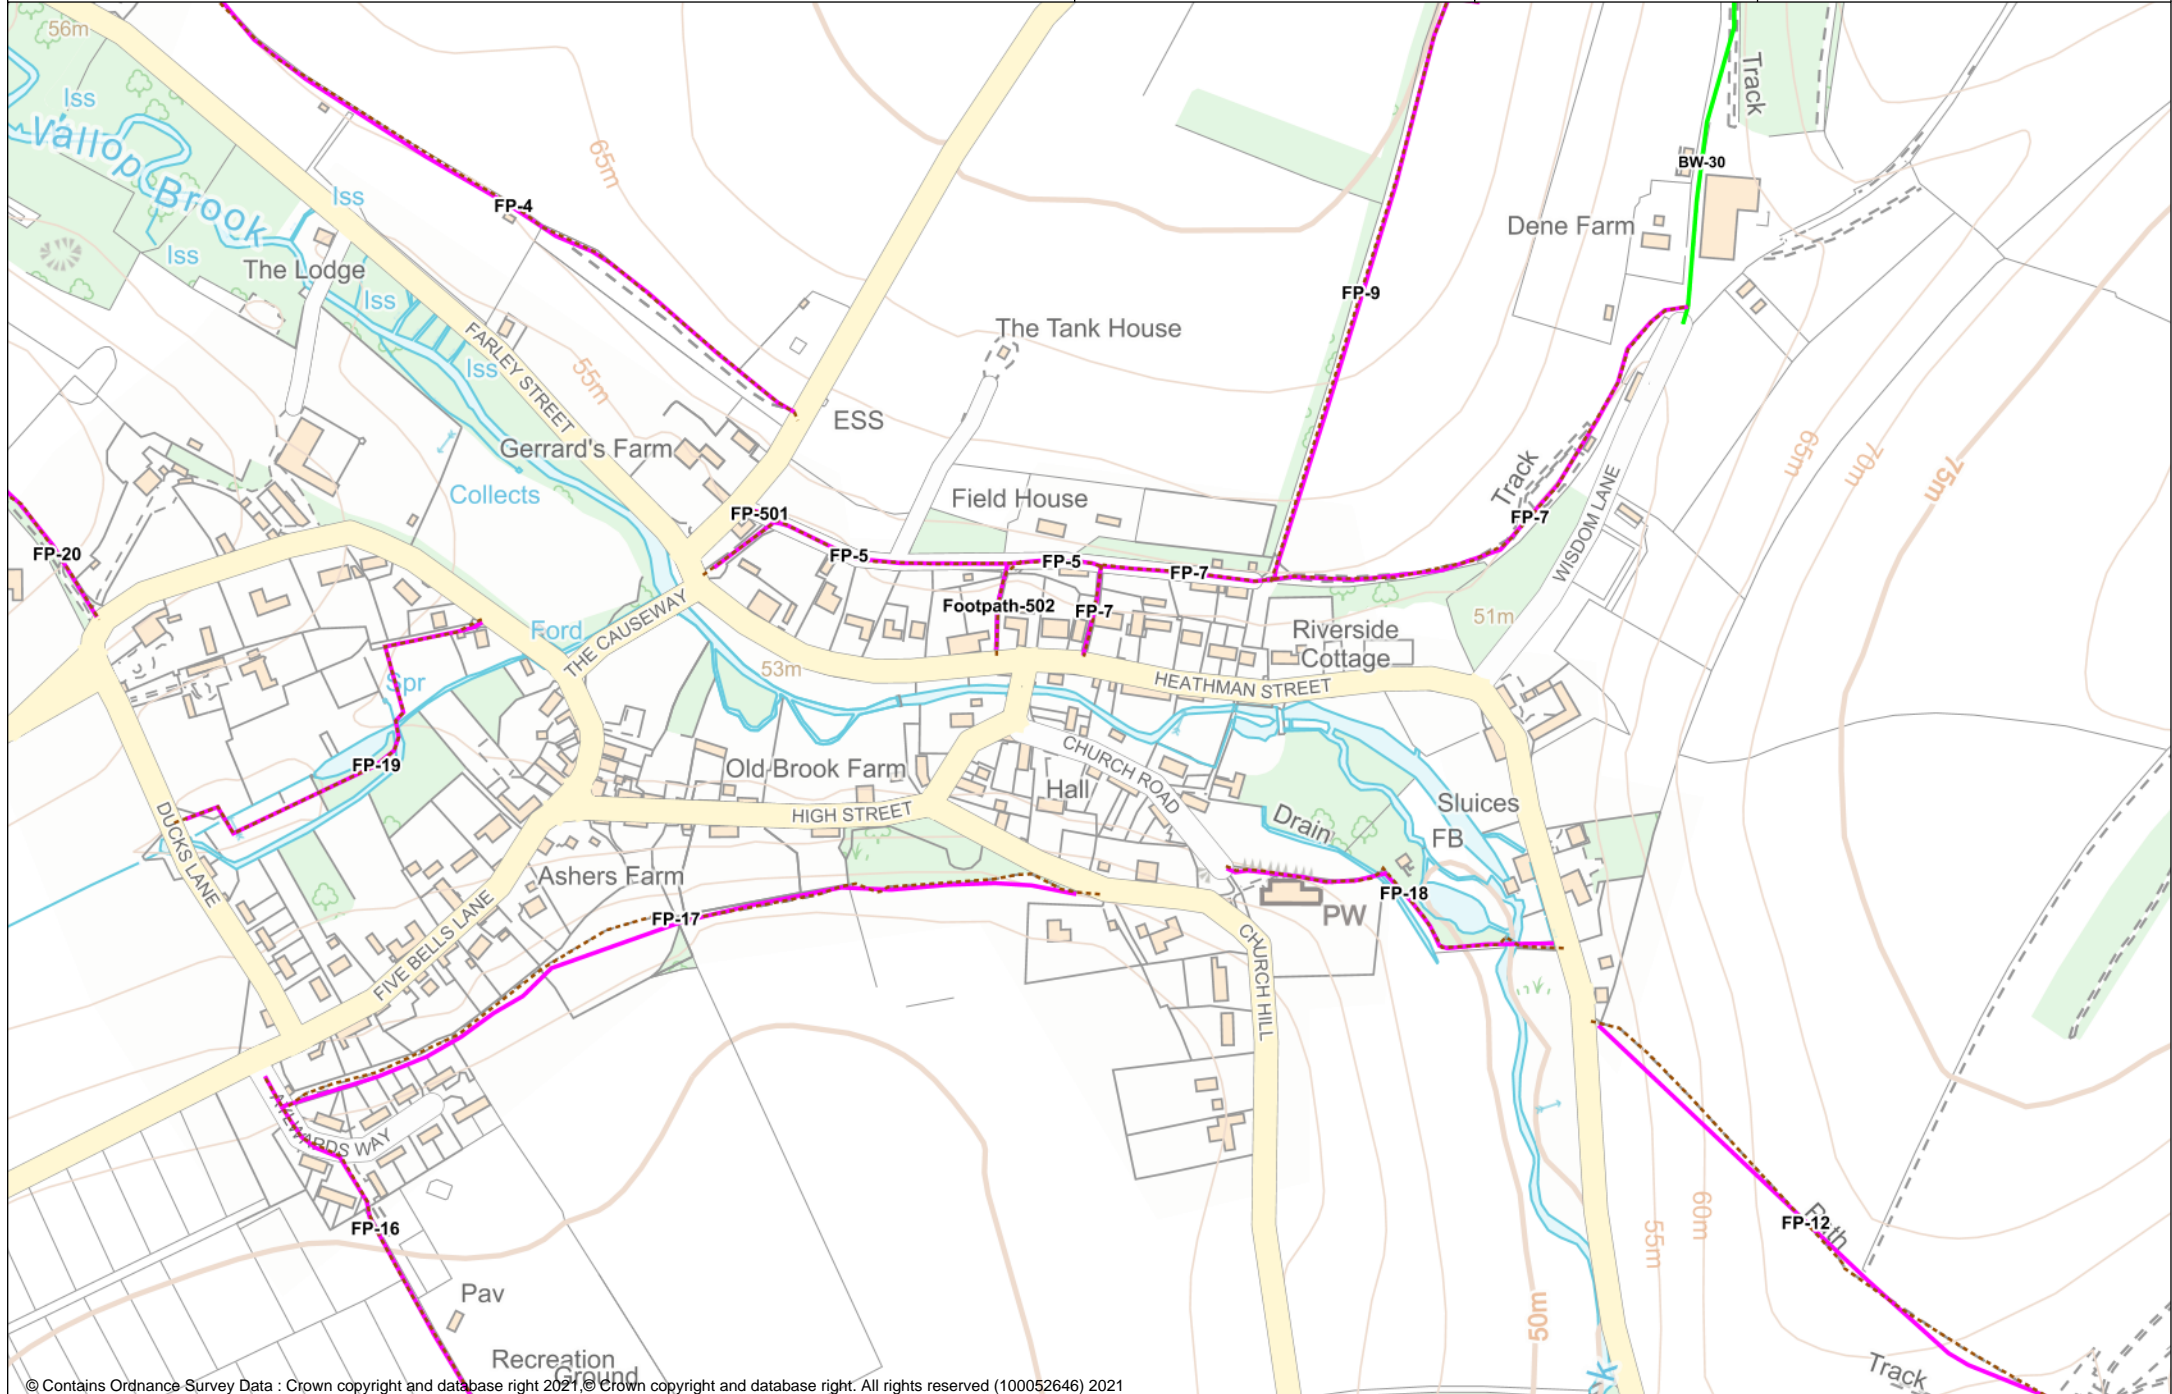 56m
Iss
Vallop Brook
Iss
Iss
The Lodge
Iss
Iss
FP-4
65m
55m
FARLEY STREET
Gerrard's Farm
Collects
ESS
The Tank House
Field House
FP-9
Track
BW-30
Dene Farm
Track
FP-7
WISDOM LANE
65m
70m
75m
51m
FP-20
FP-501
FP-5
FP-5
FP-7
Footpath-502
FP-7
Riverside
Cottage
HEATHMAN STREET
THE CAUSEWAY
Ford
53m
Spr
FP-19
DUCKS LANE
Old Brook Farm
HIGH STREET
Hall
CHURCH ROAD
Drain
Sluices
FB
Ashers Farm
FIVE BELLS LANE
FP-17
FP-18
PW
CHURCH HILL
AYLWARDS WAY
FP-16
Pav
Recreation
Ground
50m
55m
60m
FP-12
Path
Track
© Contains Ordnance Survey Data : Crown copyright and database right 2021,© Crown copyright and database right. All rights reserved (100052646) 2021